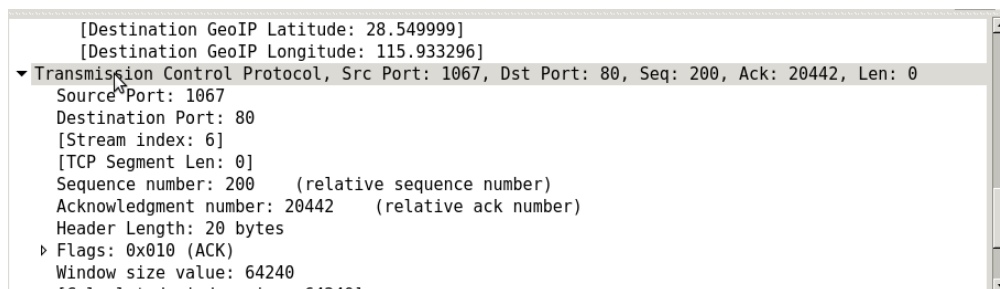 [Destination GeoIP Latitude: 28.549999]
[Destination GeoIP Longitude: 115.933296]
Transmission Control Protocol, Src Port: 1067, Dst Port: 80, Seq: 200, Ack: 20442, Len: 0
Source Port: 1067
Destination Port: 80
[Stream index: 6]
[TCP Segment Len: 0]
Sequence number: 200    (relative sequence number)
Acknowledgment number: 20442    (relative ack number)
Header Length: 20 bytes
Flags: 0x010 (ACK)
Window size value: 64240